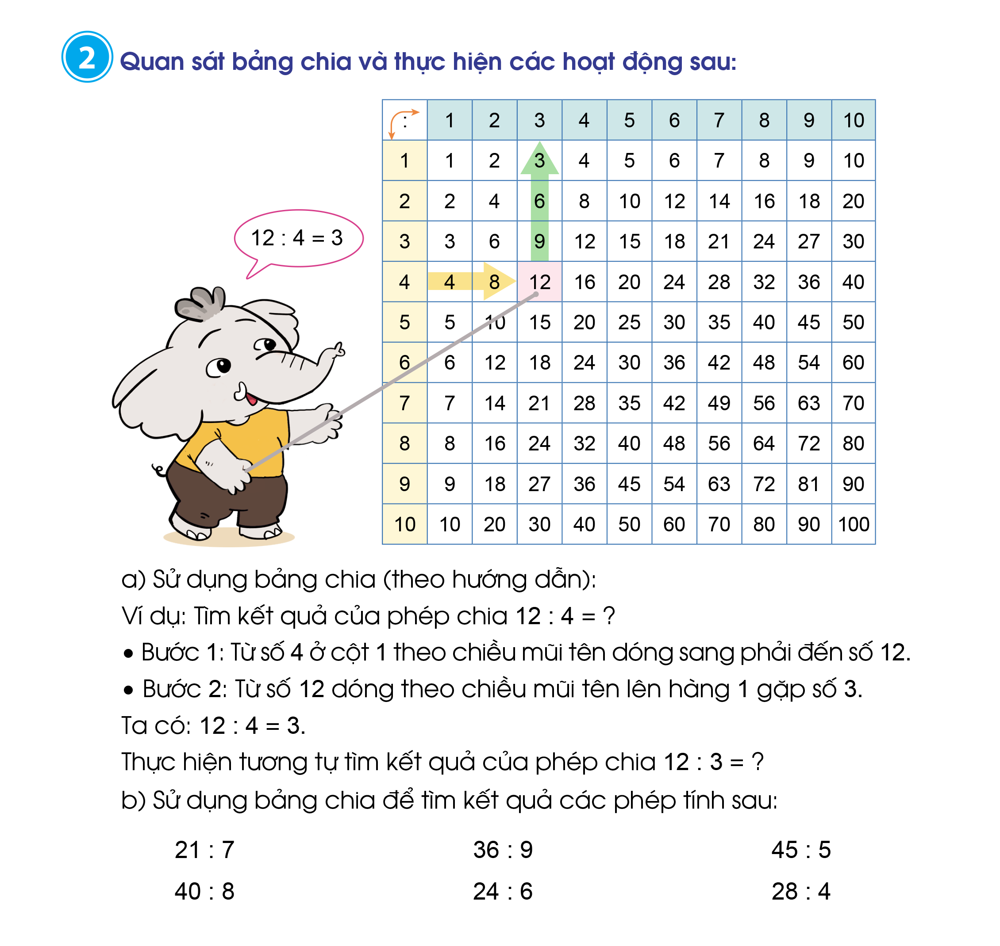 2 Quan sát bảng chia và thực hiện các hoạt động sau:
: 1 2 3 4 5 6 7 8 9 10
1 1 2 3 4 5 6 7 8 9 10
2 2 4 6 8 10 12 14 16 18 20
12 : 4 = 3
3 3 6 9 12 15 18 21 24 27 30
4 4 8 12 16 20 24 28 32 36 40
5 5 10 15 20 25 30 35 40 45 50
6 6 12 18 24 30 36 42 48 54 60
7 7 14 21 28 35 42 49 56 63 70
8 8 16 24 32 40 48 56 64 72 80
9 9 18 27 36 45 54 63 72 81 90
10 10 20 30 40 50 60 70 80 90 100
a) Sử dụng bảng chia (theo hướng dẫn):
Ví dụ: Tìm kết quả của phép chia 12 : 4 = ?
• Bước 1: Từ số 4 ở cột 1 theo chiều mũi tên dóng sang phải đến số 12.
• Bước 2: Từ số 12 dóng theo chiều mũi tên lên hàng 1 gặp số 3.
Ta có: 12 : 4 = 3.
Thực hiện tương tự tìm kết quả của phép chia 12 : 3 = ?
b) Sử dụng bảng chia để tìm kết quả các phép tính sau:
21 : 7 36 : 9 45 : 5
40 : 8 24 : 6 28 : 4